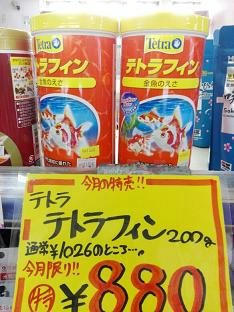 Tetra
テトラフィン
金魚のえさ
Tetra
テトラフィン
金魚のえさ
今月の特売!!
テトラ
テトラフィン 200g
通常¥1026のところ…
今月限り!!
特 ¥880